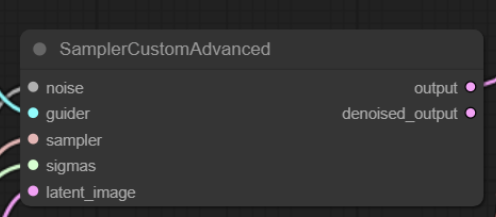 SamplerCustomAdvanced
noise
output
guider
denoised_output
sampler
sigmas
latent_image